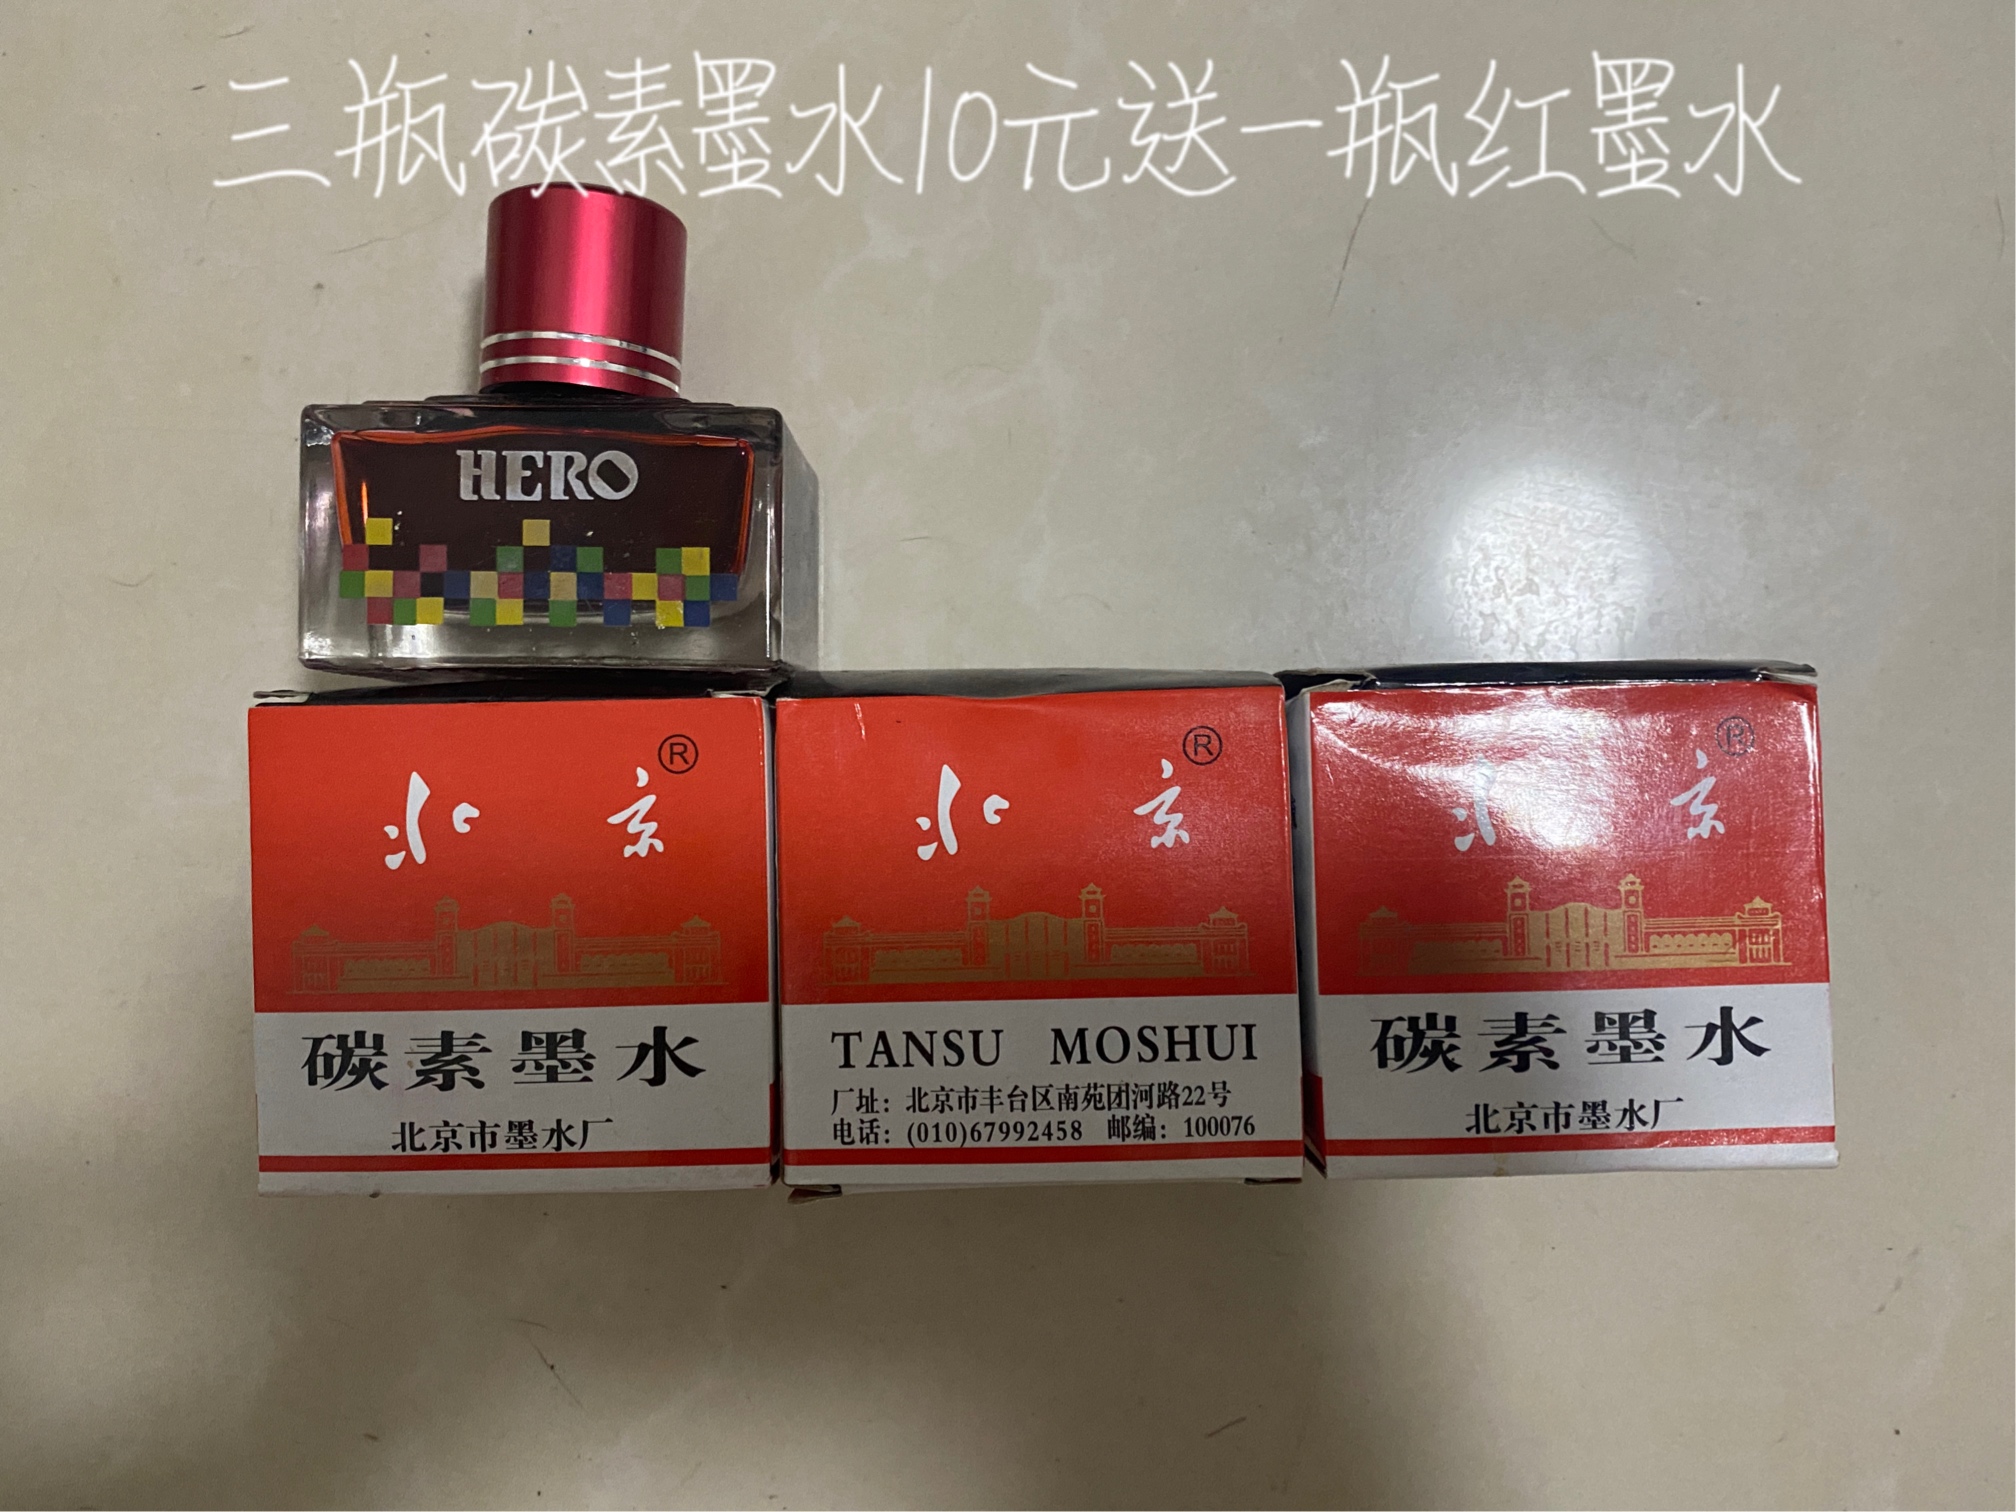 三瓶碳素墨水10元送一瓶红墨水
HERO
北京®
碳素墨水
北京市墨水厂
北京®
TANSU MOSHUI
厂址：北京市丰台区南苑团河路22号
电话：(010)67992458 邮编：100076
北京®
碳素墨水
北京市墨水厂